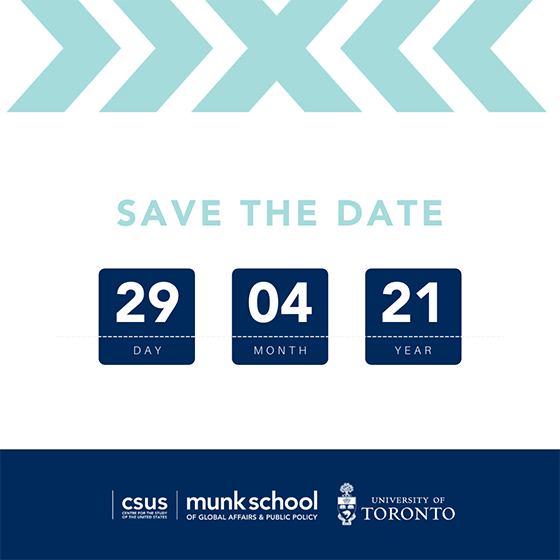 SAVE THE DATE
29 04 21
DAY MONTH YEAR
csus
CENTRE FOR THE STUDY
OF THE UNITED STATES
munk school
OF GLOBAL AFFAIRS & PUBLIC POLICY
UNIVERSITY OF
TORONTO